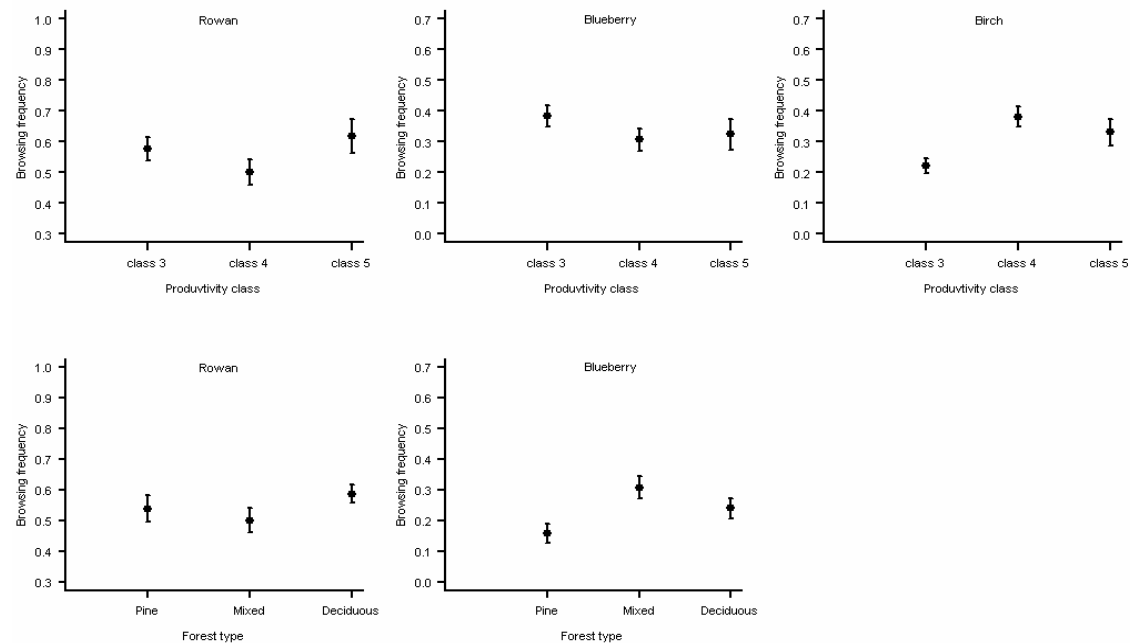 Rowan
1.0
0.9
0.8
0.7
0.6
0.5
0.4
0.3
Browsing frequency
class 3 class 4 class 5
Produvtivity class
Blueberry
0.7
0.6
0.5
0.4
0.3
0.2
0.1
0.0
Browsing frequency
class 3 class 4 class 5
Produvtivity class
Birch
0.7
0.6
0.5
0.4
0.3
0.2
0.1
0.0
Browsing frequency
class 3 class 4 class 5
Produvtivity class
Rowan
1.0
0.9
0.8
0.7
0.6
0.5
0.4
0.3
Browsing frequency
Pine Mixed Deciduous
Forest type
Blueberry
0.7
0.6
0.5
0.4
0.3
0.2
0.1
0.0
Browsing frequency
Pine Mixed Deciduous
Forest type